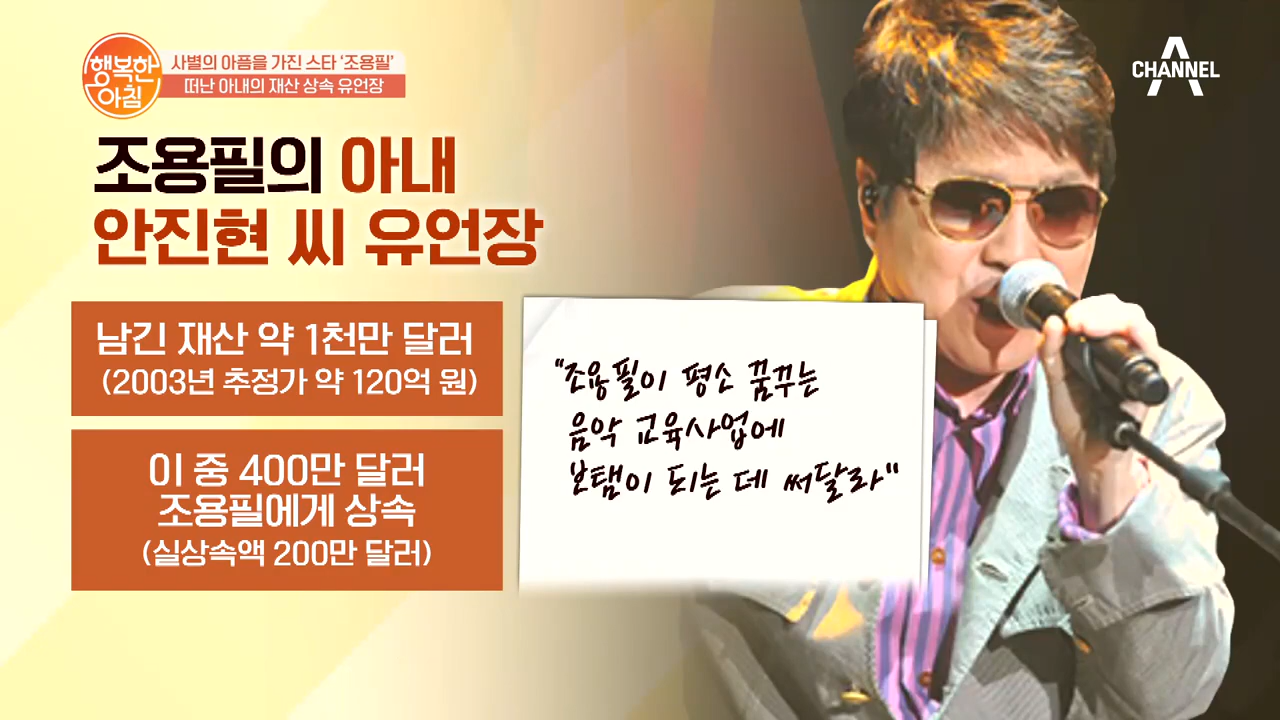 행복한
아침
사별의 아픔을 가진 스타 '조용필'
떠난 아내의 재산 상속 유언장
CHANNEL A
조용필의 아내
안진현 씨 유언장
남긴 재산 약 1천만 달러
(2003년 추정가 약 120억 원)
이 중 400만 달러
조용필에게 상속
(실상속액 200만 달러)
"조용필이 평소 꿈꾸는
음악 교육사업에
보탬이 되는 데 써달라"